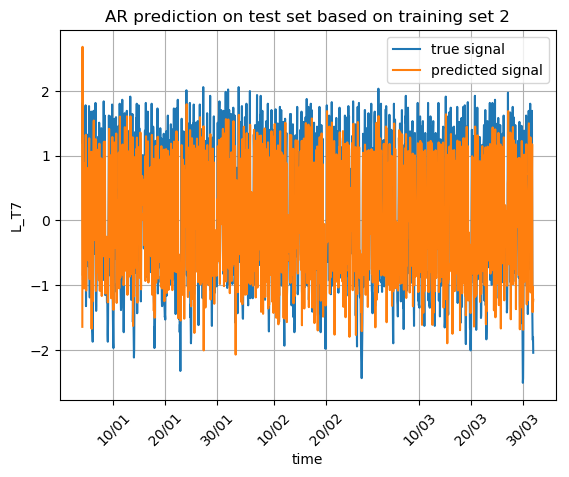 AR prediction on test set based on training set 2
true signal
predicted signal
2
1
0
−1
−2
L_T7
10/01
20/01
30/01
10/02
20/02
10/03
20/03
30/03
time